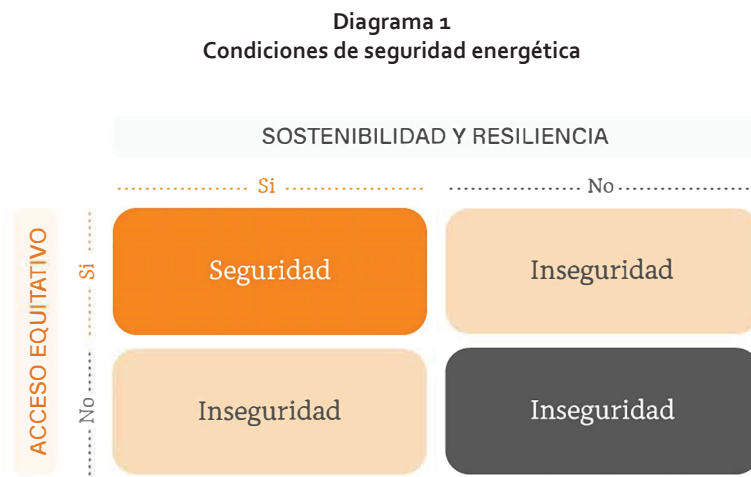 Diagrama 1
Condiciones de seguridad energética
SOSTENIBILIDAD Y RESILIENCIA
Si
No
ACCESO EQUITATIVO
Si
Seguridad
Inseguridad
No
Inseguridad
Inseguridad